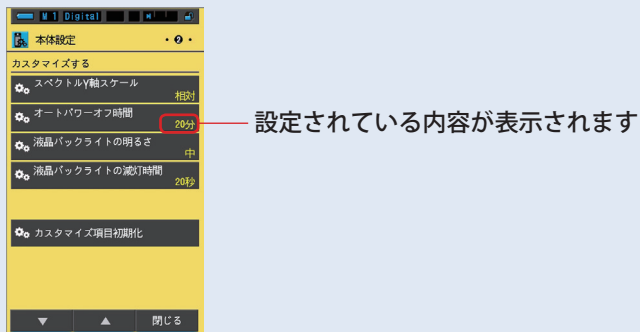 M 1 Digital
本体設定
・❷・
カスタマイズする
スペクトルY軸スケール
相対
オートパワーオフ時間
20分
設定されている内容が表示されます
液晶バックライトの明るさ
中
液晶バックライトの減灯時間
20秒
カスタマイズ項目初期化
▼ ▲ 閉じる